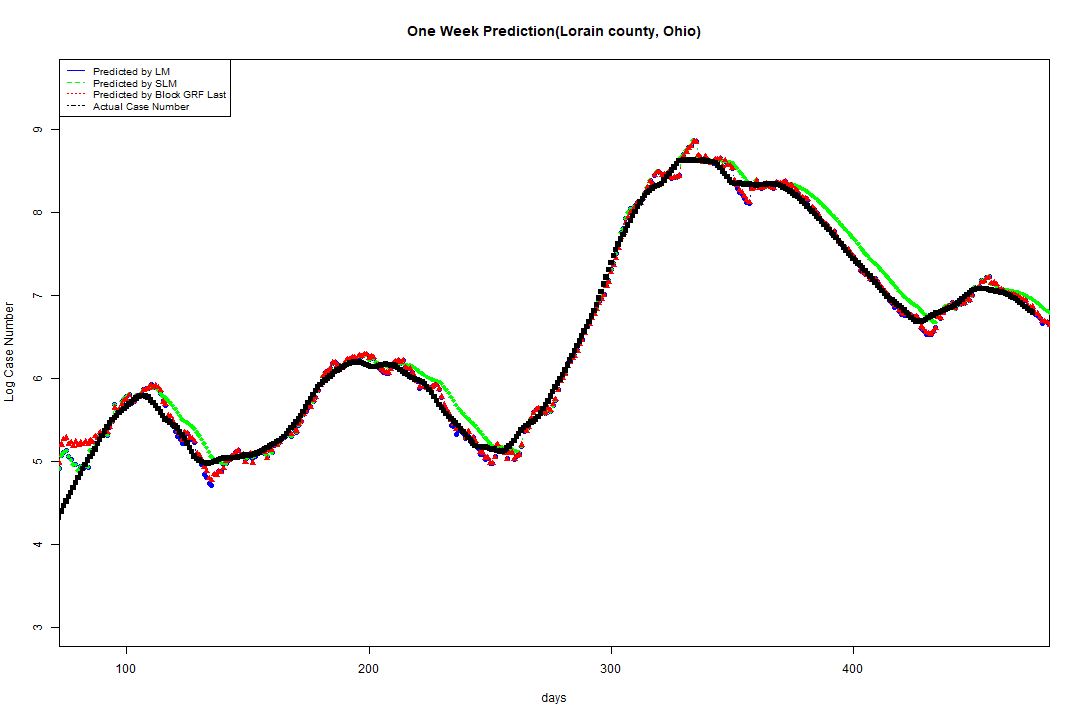 One Week Prediction(Lorain county, Ohio)
Predicted by LM
Predicted by SLM
Predicted by Block GRF Last
Actual Case Number
9
8
7
6
5
4
3
Log Case Number
100 200 300 400
days